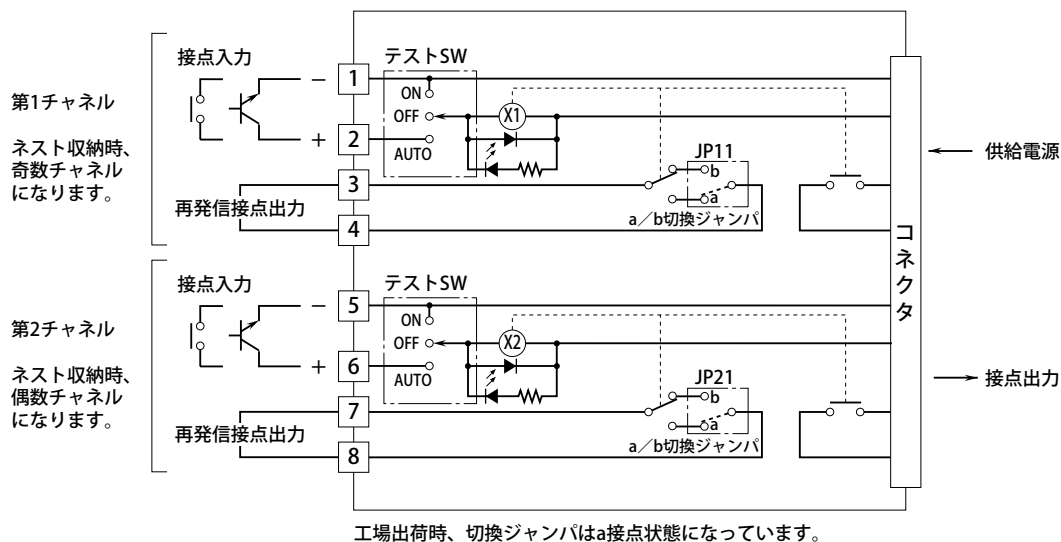 第1チャネル
ネスト収納時、
奇数チャネル
になります。
接点入力
−
+
再発信接点出力
1
2
3
4
テストSW
ON
OFF
AUTO
X1
JP11
b
a
a/b切換ジャンパ
第2チャネル
ネスト収納時、
偶数チャネル
になります。
接点入力
−
+
再発信接点出力
5
6
7
8
テストSW
ON
OFF
AUTO
X2
JP21
b
a
a/b切換ジャンパ
コネクタ
供給電源
接点出力
工場出荷時、切換ジャンパはa接点状態になっています。